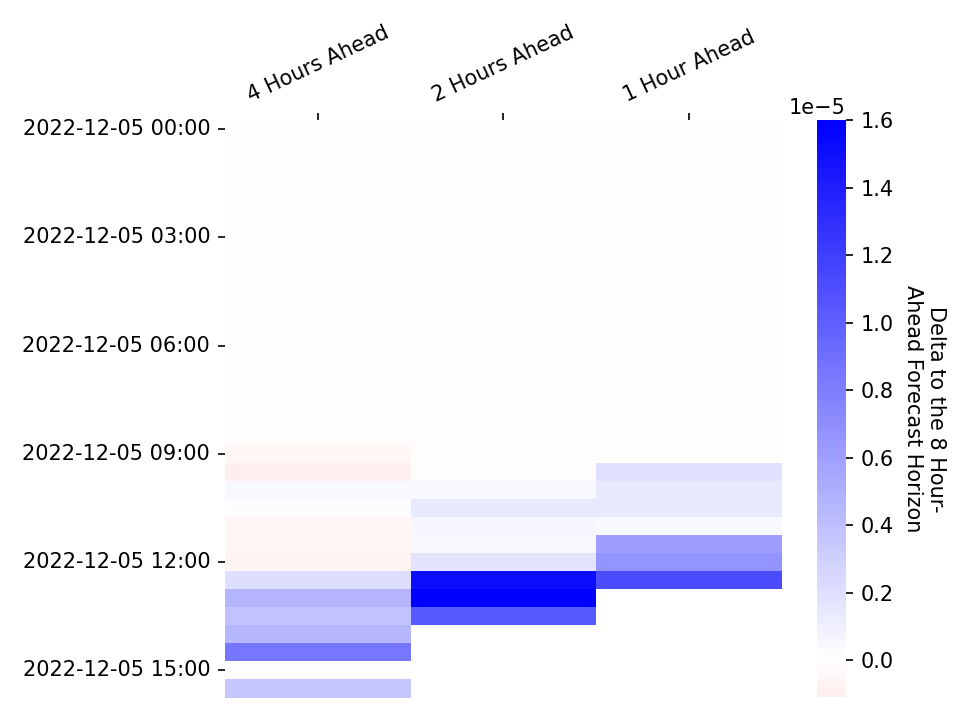 4 Hours Ahead
2 Hours Ahead
1 Hour Ahead
1e−5
2022-12-05 00:00
2022-12-05 03:00
2022-12-05 06:00
2022-12-05 09:00
2022-12-05 12:00
2022-12-05 15:00
1.6
1.4
1.2
1.0
0.8
0.6
0.4
0.2
0.0
Delta to the 8 Hour-
Ahead Forecast Horizon